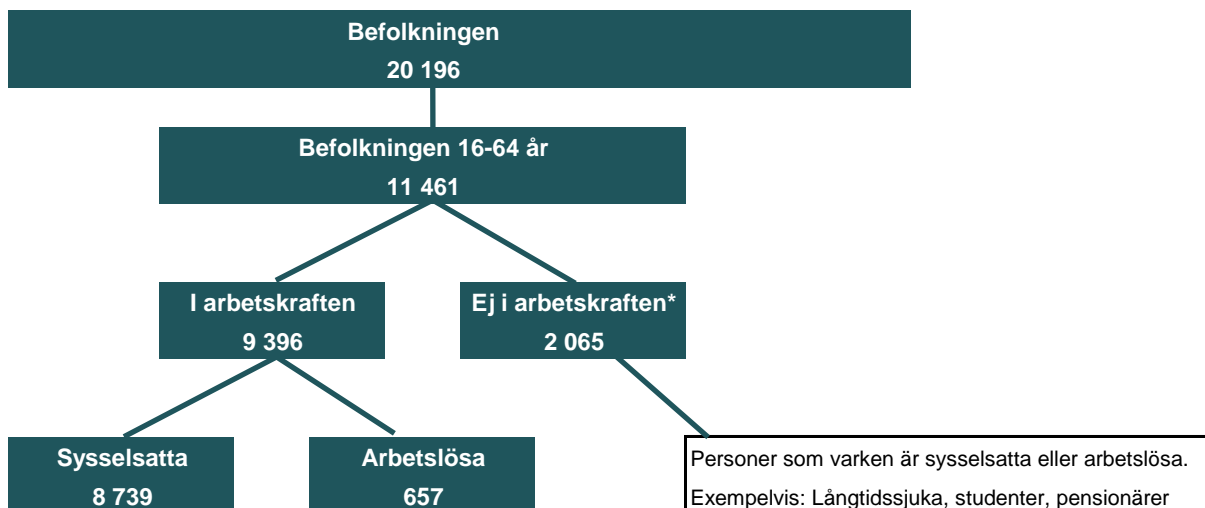 Befolkningen
20 196
Befolkningen 16-64 år
11 461
I arbetskraften
9 396
Ej i arbetskraften*
2 065
Sysselsatta
8 739
Arbetslösa
657
Personer som varken är sysselsatta eller arbetslösa.
Exempelvis: Långtidssjuka, studenter, pensionärer